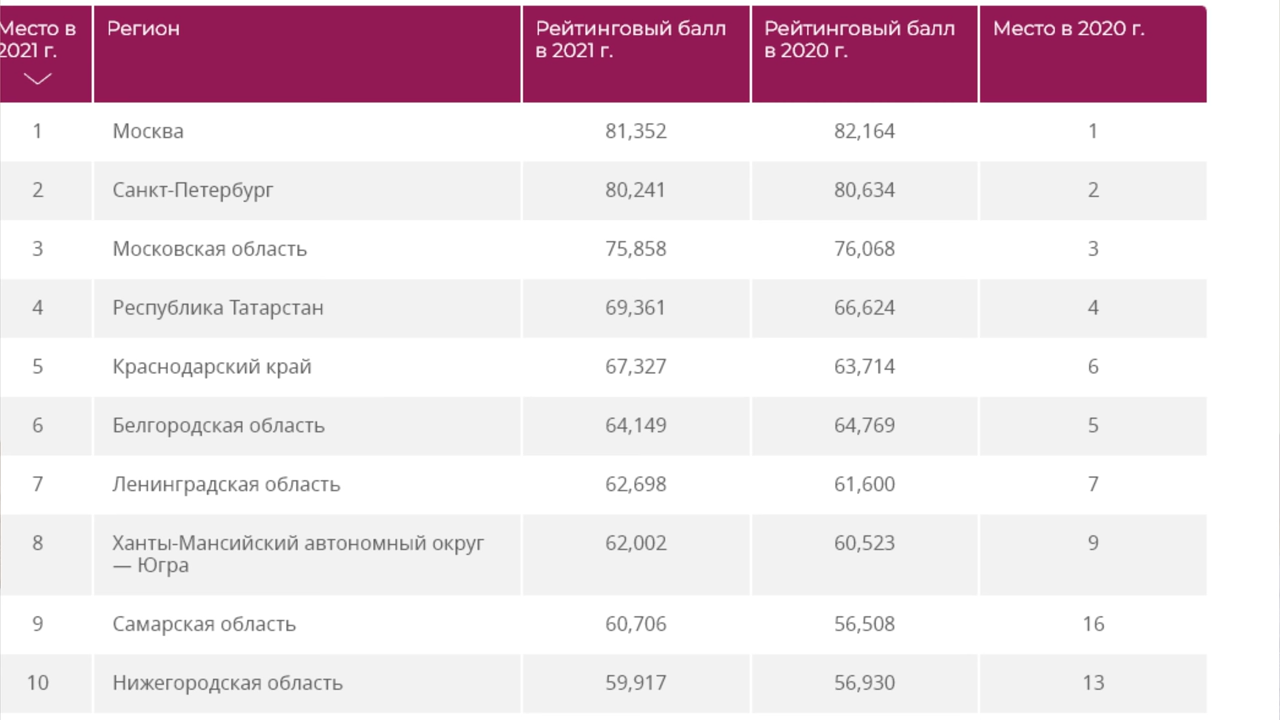 Место в
2021 г.
Регион
Рейтинговый балл
в 2021 г.
Рейтинговый балл
в 2020 г.
Место в 2020 г.
1 Москва 81,352 82,164 1
2 Санкт-Петербург 80,241 80,634 2
3 Московская область 75,858 76,068 3
4 Республика Татарстан 69,361 66,624 4
5 Краснодарский край 67,327 63,714 6
6 Белгородская область 64,149 64,769 5
7 Ленинградская область 62,698 61,600 7
8 Ханты-Мансийский автономный округ 62,002 60,523 9
— Югра
9 Самарская область 60,706 56,508 16
10 Нижегородская область 59,917 56,930 13